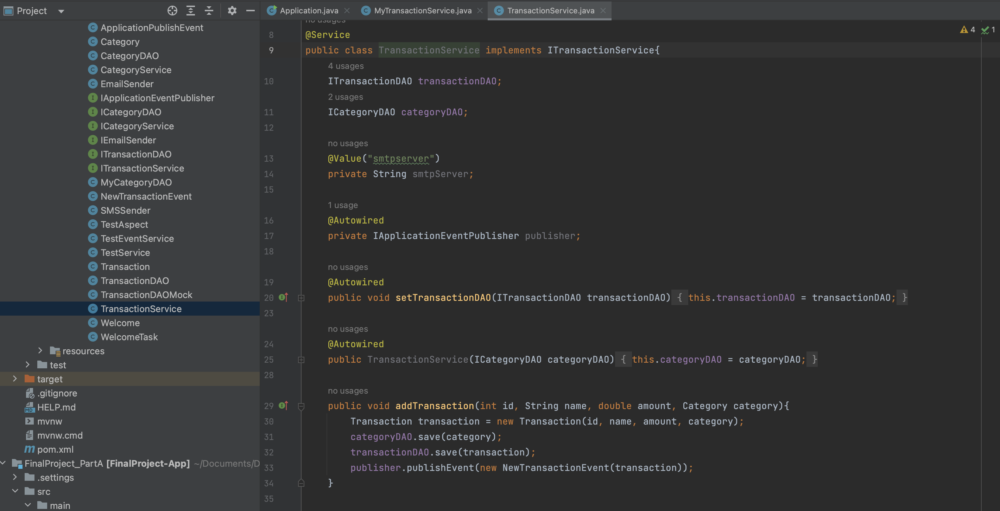 Project
Application.java
MyTransactionService.java
TransactionService.java
ApplicationPublishEvent
Category
CategoryDAO
CategoryService
EmailSender
IApplicationEventPublisher
ICategoryDAO
ICategoryService
IEmailSender
ITransactionDAO
ITransactionService
MyCategoryDAO
NewTransactionEvent
SMSSender
TestAspect
TestEventService
TestService
Transaction
TransactionDAO
TransactionDAOMock
TransactionService
Welcome
WelcomeTask
resources
test
target
.gitignore
HELP.md
mvnw
mvnw.cmd
pom.xml
FinalProject_PartA [FinalProject-App] ~/Documents/D
.settings
src
main
no usages
4 1
8 @Service
9 public class TransactionService implements ITransactionService{
4 usages
10 ITransactionDAO transactionDAO;
2 usages
11 ICategoryDAO categoryDAO;
12
no usages
13 @Value("smtpserver")
14 private String smtpServer;
15
1 usage
16 @Autowired
17 private IApplicationEventPublisher publisher;
18
no usages
19 @Autowired
20 public void setTransactionDAO(ITransactionDAO transactionDAO) { this.transactionDAO = transactionDAO; }
23
no usages
24 @Autowired
25 public TransactionService(ICategoryDAO categoryDAO) { this.categoryDAO = categoryDAO; }
28
no usages
29 public void addTransaction(int id, String name, double amount, Category category){
30 Transaction transaction = new Transaction(id, name, amount, category);
31 categoryDAO.save(category);
32 transactionDAO.save(transaction);
33 publisher.publishEvent(new NewTransactionEvent(transaction));
34 }
35